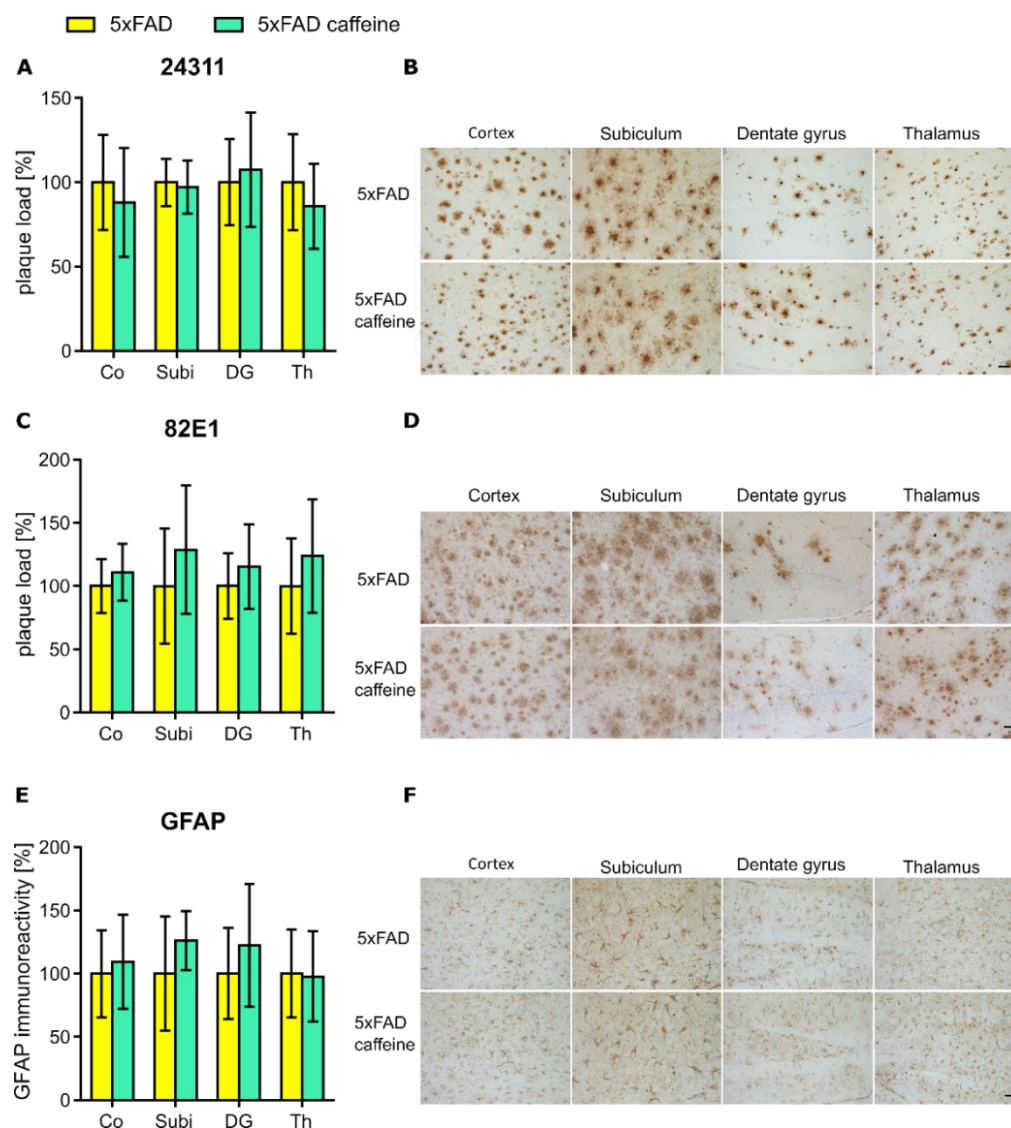 5xFAD 5xFAD caffeine
A 24311
plaque load [%]
150
100
50
0
Co Subi DG Th
B
Cortex Subiculum Dentate gyrus Thalamus
5xFAD
5xFAD
caffeine
C 82E1
plaque load [%]
200
150
100
50
0
Co Subi DG Th
D
Cortex Subiculum Dentate gyrus Thalamus
5xFAD
5xFAD
caffeine
E GFAP
GFAP immunoreactivity [%]
200
150
100
50
0
Co Subi DG Th
F
Cortex Subiculum Dentate gyrus Thalamus
5xFAD
5xFAD
caffeine